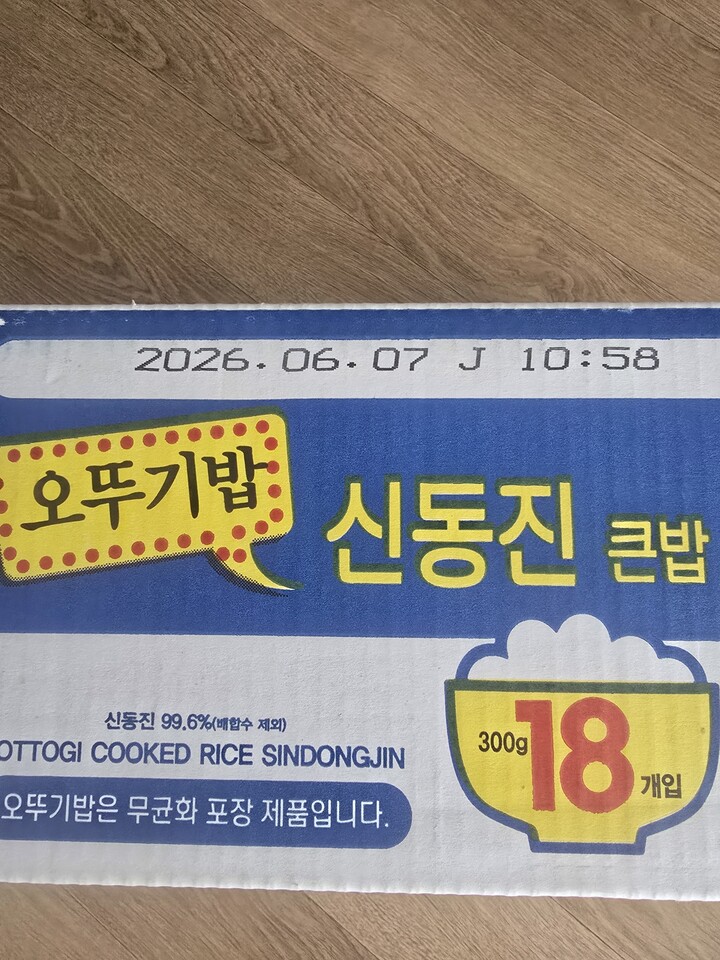 2026.06.07 J 10:58
오뚜기밥
신동진 큰밥
신동진 99.6%(배합수 제외)
OTTOGI COOKED RICE SINDONGJIN
오뚜기밥은 무균화 포장 제품입니다.
300g 18개입